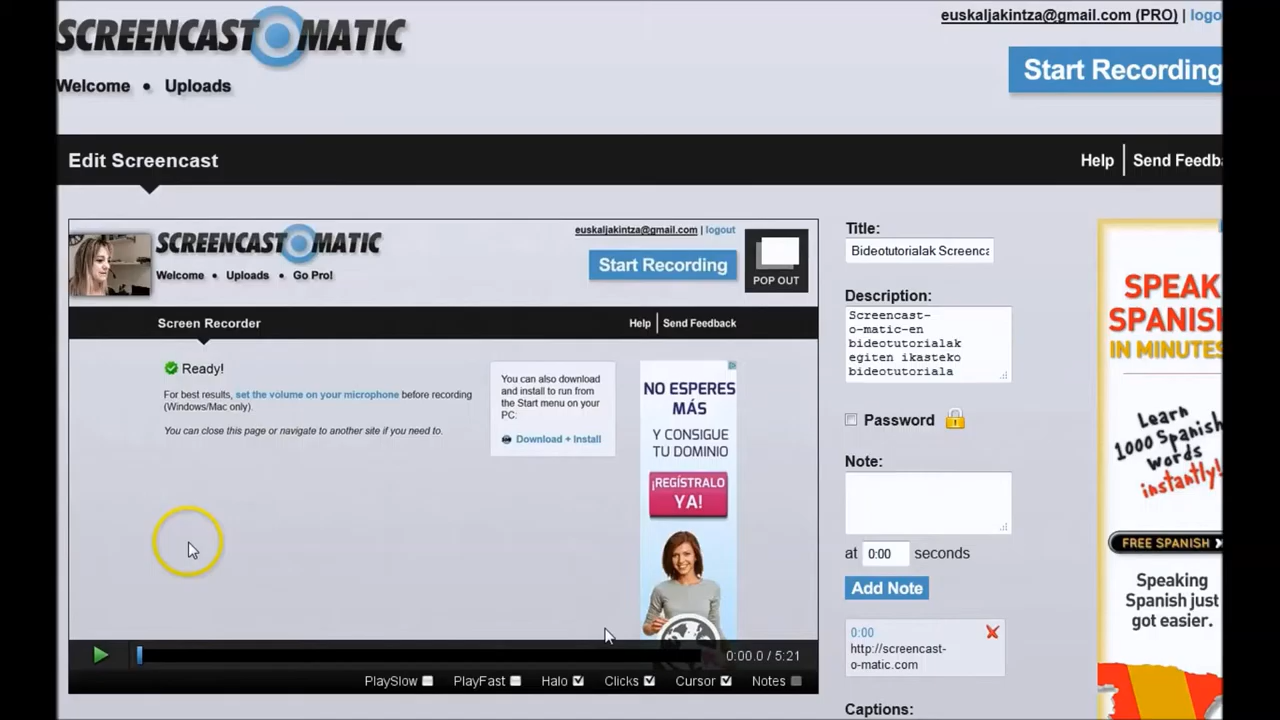 SCREENCAST O MATIC
euskaljakintza@gmail.com (PRO) | logo
Welcome • Uploads
Start Recording
Edit Screencast
Help
Send Feedba
SCREENCAST O MATIC
euskaljakintza@gmail.com | logout
Welcome • Uploads • Go Pro!
Start Recording
POP OUT
Screen Recorder
Help
Send Feedback
Ready!
For best results, set the volume on your microphone before recording
(Windows/Mac only).
You can close this page or navigate to another site if you need to.
You can also download
and install to run from
the Start menu on your
PC:
Download + Install
NO ESPERES
MÁS
Y CONSIGUE
TU DOMINIO
¡REGÍSTRALO
YA!
0:00.0 / 5:21
PlaySlow
PlayFast
Halo
Clicks
Cursor
Notes
Title:
Bideotutorialak Screenca
Description:
Screencast-
o-matic-en
bideotutorialak
egiten ikasteko
bideotutoriala
Password
Note:
at 0:00 seconds
Add Note
0:00
http://screencast-
o-matic.com
Captions:
SPEAK
SPANIS
IN MINUTES
Learn
1000 Spanish
words
instantly!
FREE SPANISH
Speaking
Spanish just
got easier.